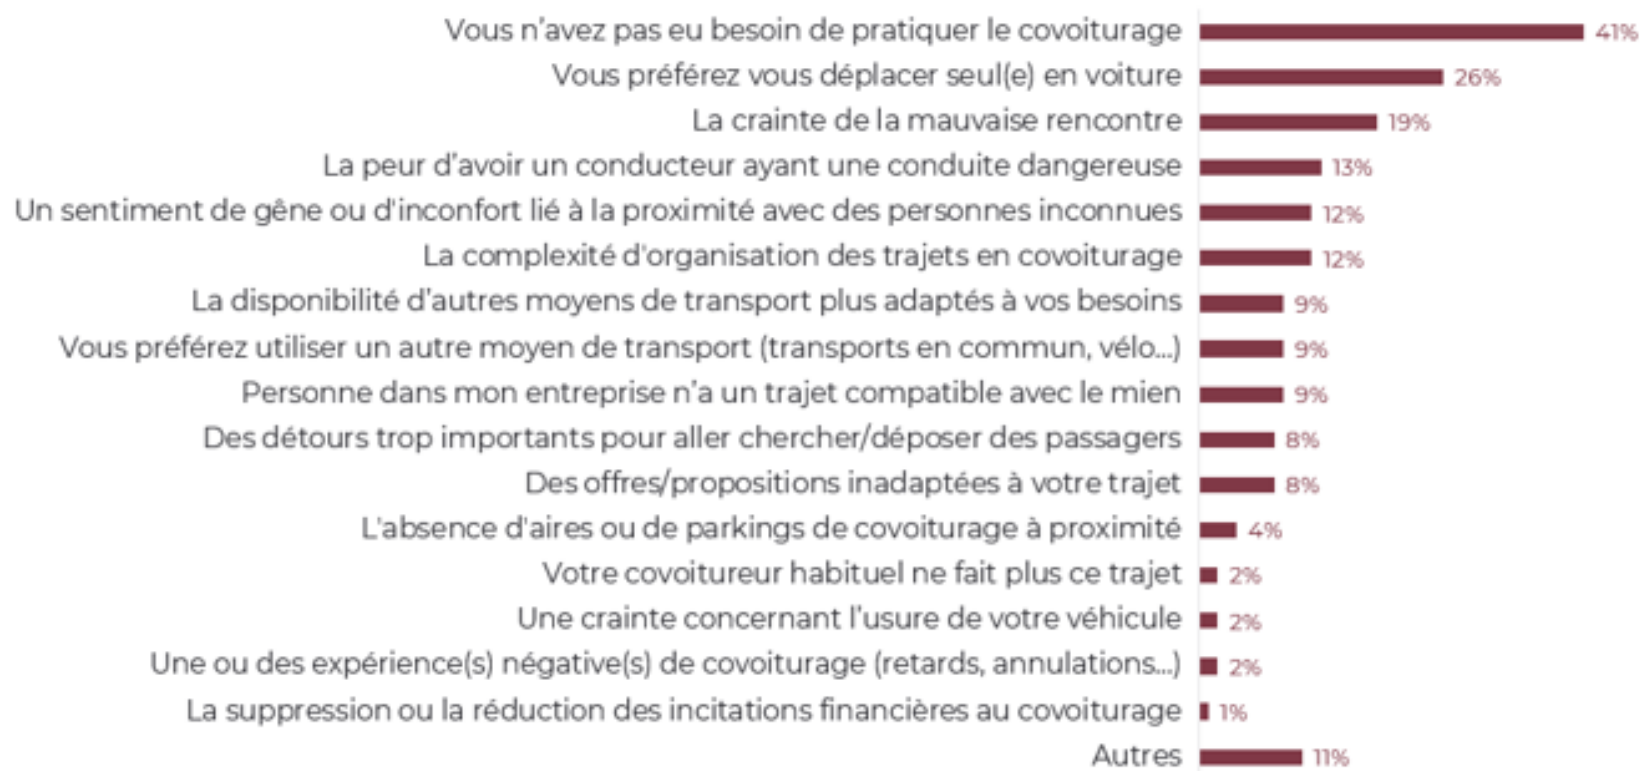 Vous n’avez pas eu besoin de pratiquer le covoiturage 41%
Vous préférez vous déplacer seul(e) en voiture 26%
La crainte de la mauvaise rencontre 19%
La peur d’avoir un conducteur ayant une conduite dangereuse 13%
Un sentiment de gêne ou d'inconfort lié à la proximité avec des personnes inconnues 12%
La complexité d'organisation des trajets en covoiturage 12%
La disponibilité d’autres moyens de transport plus adaptés à vos besoins 9%
Vous préférez utiliser un autre moyen de transport (transports en commun, vélo...) 9%
Personne dans mon entreprise n’a un trajet compatible avec le mien 9%
Des détours trop importants pour aller chercher/déposer des passagers 8%
Des offres/propositions inadaptées à votre trajet 8%
L'absence d'aires ou de parkings de covoiturage à proximité 4%
Votre covoitureur habituel ne fait plus ce trajet 2%
Une crainte concernant l’usure de votre véhicule 2%
Une ou des expérience(s) négative(s) de covoiturage (retards, annulations...) 2%
La suppression ou la réduction des incitations financières au covoiturage 1%
Autres 11%